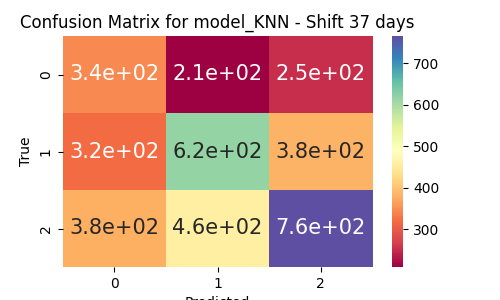 Confusion Matrix for model_KNN - Shift 37 days
0 3.4e+02 2.1e+02 2.5e+02
1 3.2e+02 6.2e+02 3.8e+02
2 3.8e+02 4.6e+02 7.6e+02
True
0 1 2
Predicted
700
600
500
400
300